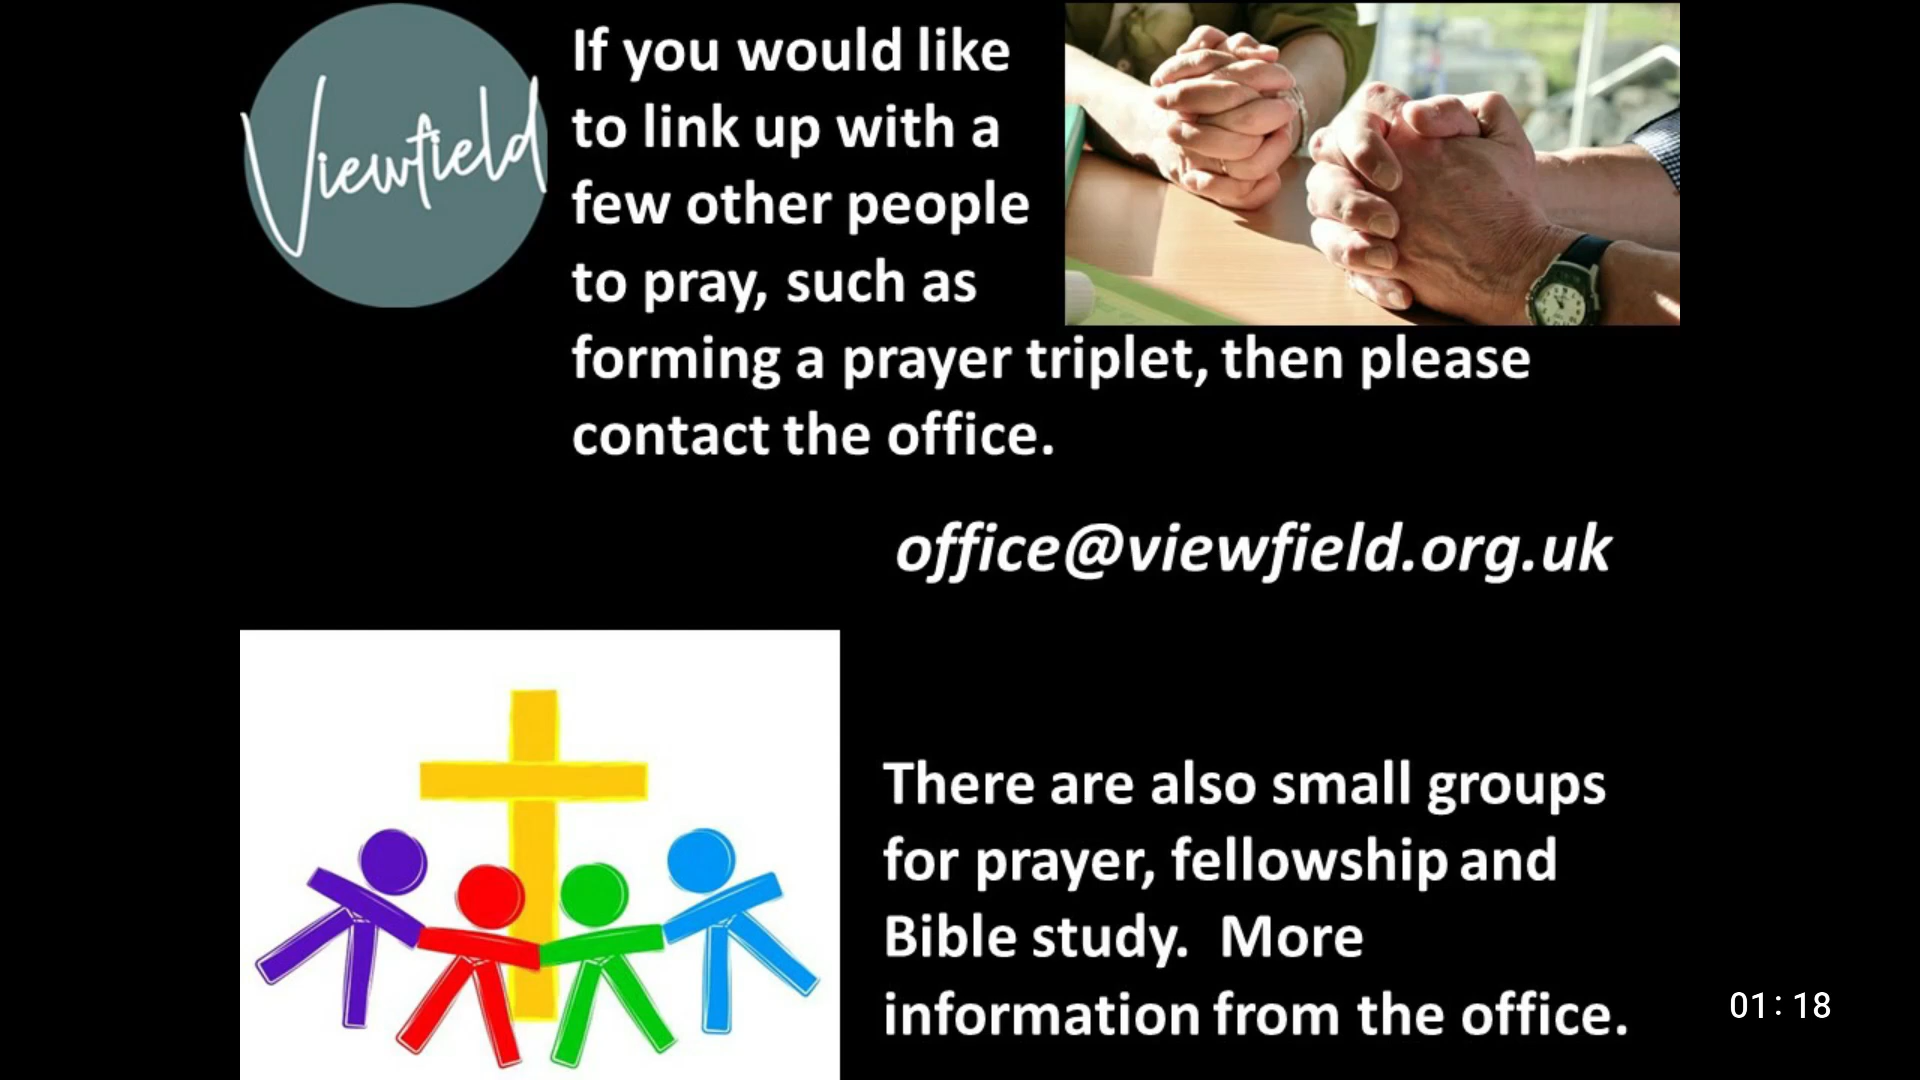 Viewfield
If you would like
to link up with a
few other people
to pray, such as
forming a prayer triplet, then please
contact the office.
office@viewfield.org.uk
There are also small groups
for prayer, fellowship and
Bible study.  More
information from the office.
01:18